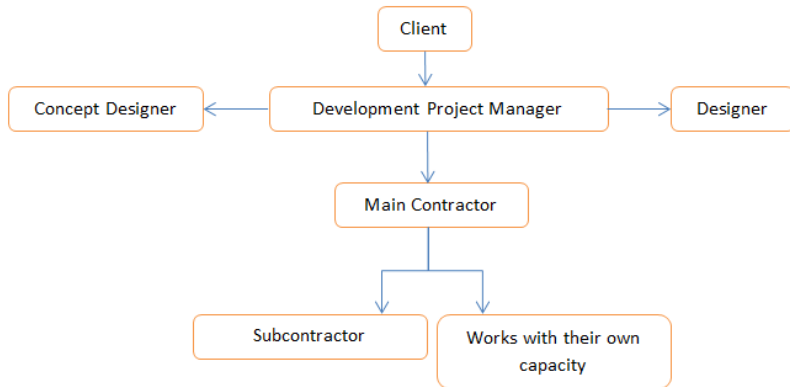 Client
Concept Designer
Development Project Manager
Designer
Main Contractor
Subcontractor
Works with their own
capacity